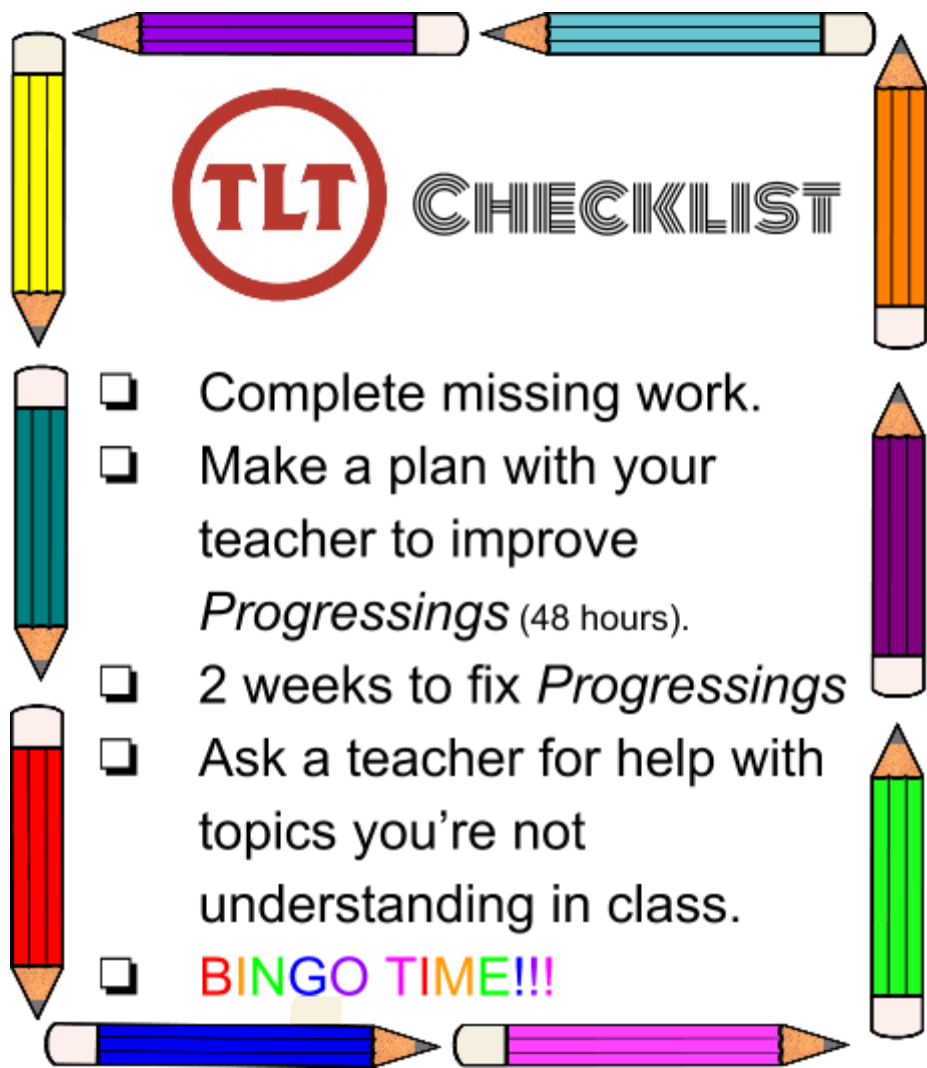 TLT CHECKLIST
Complete missing work.
Make a plan with your
teacher to improve
Progressings (48 hours).
2 weeks to fix Progressings
Ask a teacher for help with
topics you’re not
understanding in class.
BINGO TIME!!!